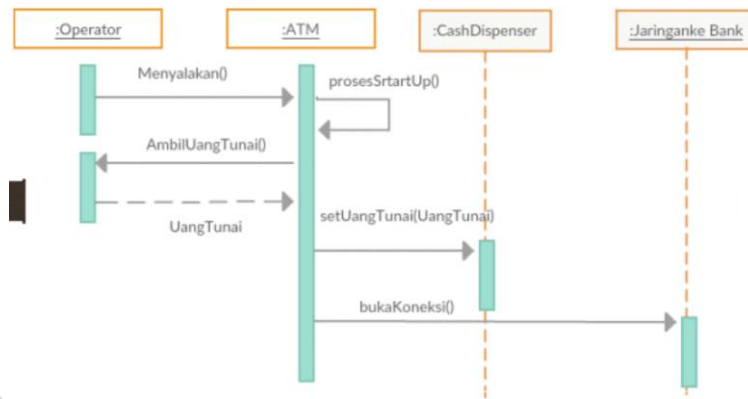 :Operator
:ATM
:CashDispenser
:Jaringanke Bank
Menyalakan()
prosesSrtartUp()
AmbilUangTunai()
UangTunai
setUangTunai(UangTunai)
bukaKoneksi()